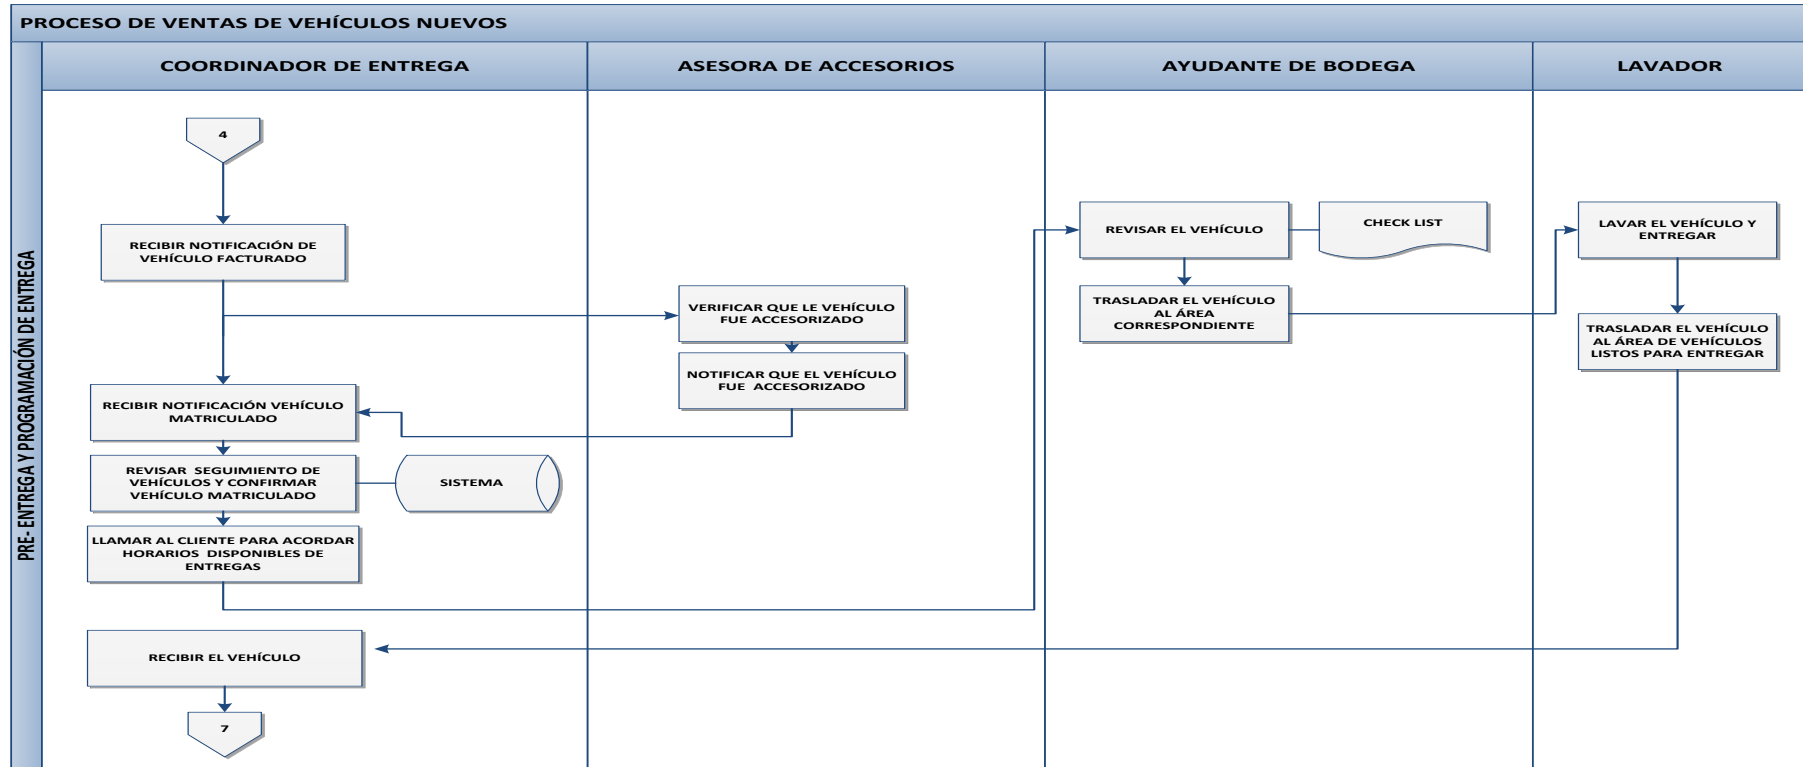 PROCESO DE VENTAS DE VEHÍCULOS NUEVOS
COORDINADOR DE ENTREGA
ASESORA DE ACCESORIOS
AYUDANTE DE BODEGA
LAVADOR
PRE- ENTREGA Y PROGRAMACIÓN DE ENTREGA
4
RECIBIR NOTIFICACIÓN DE
VEHÍCULO FACTURADO
RECIBIR NOTIFICACIÓN VEHÍCULO
MATRICULADO
REVISAR SEGUIMIENTO DE
VEHÍCULOS Y CONFIRMAR
VEHÍCULO MATRICULADO
SISTEMA
LLAMAR AL CLIENTE PARA ACORDAR
HORARIOS DISPONIBLES DE
ENTREGAS
RECIBIR EL VEHÍCULO
7
VERIFICAR QUE LE VEHÍCULO
FUE ACCESORIZADO
NOTIFICAR QUE EL VEHÍCULO
FUE ACCESORIZADO
REVISAR EL VEHÍCULO
CHECK LIST
TRASLADAR EL VEHÍCULO
AL ÁREA
CORRESPONDIENTE
LAVAR EL VEHÍCULO Y
ENTREGAR
TRASLADAR EL VEHÍCULO
AL ÁREA DE VEHÍCULOS
LISTOS PARA ENTREGAR